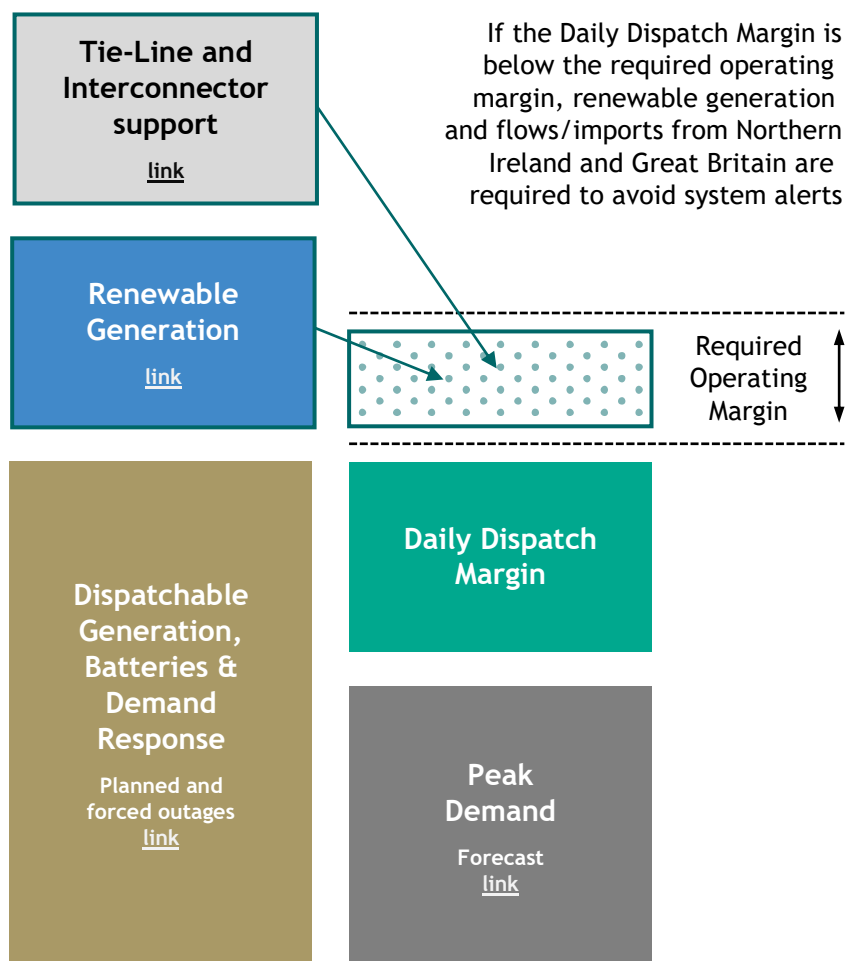 Tie-Line and
Interconnector
support
link
If the Daily Dispatch Margin is
below the required operating
margin, renewable generation
and flows/imports from Northern
Ireland and Great Britain are
required to avoid system alerts
Renewable
Generation
link
Required
Operating
Margin
Dispatchable
Generation,
Batteries &
Demand
Response
Planned and
forced outages
link
Daily Dispatch
Margin
Peak
Demand
Forecast
link